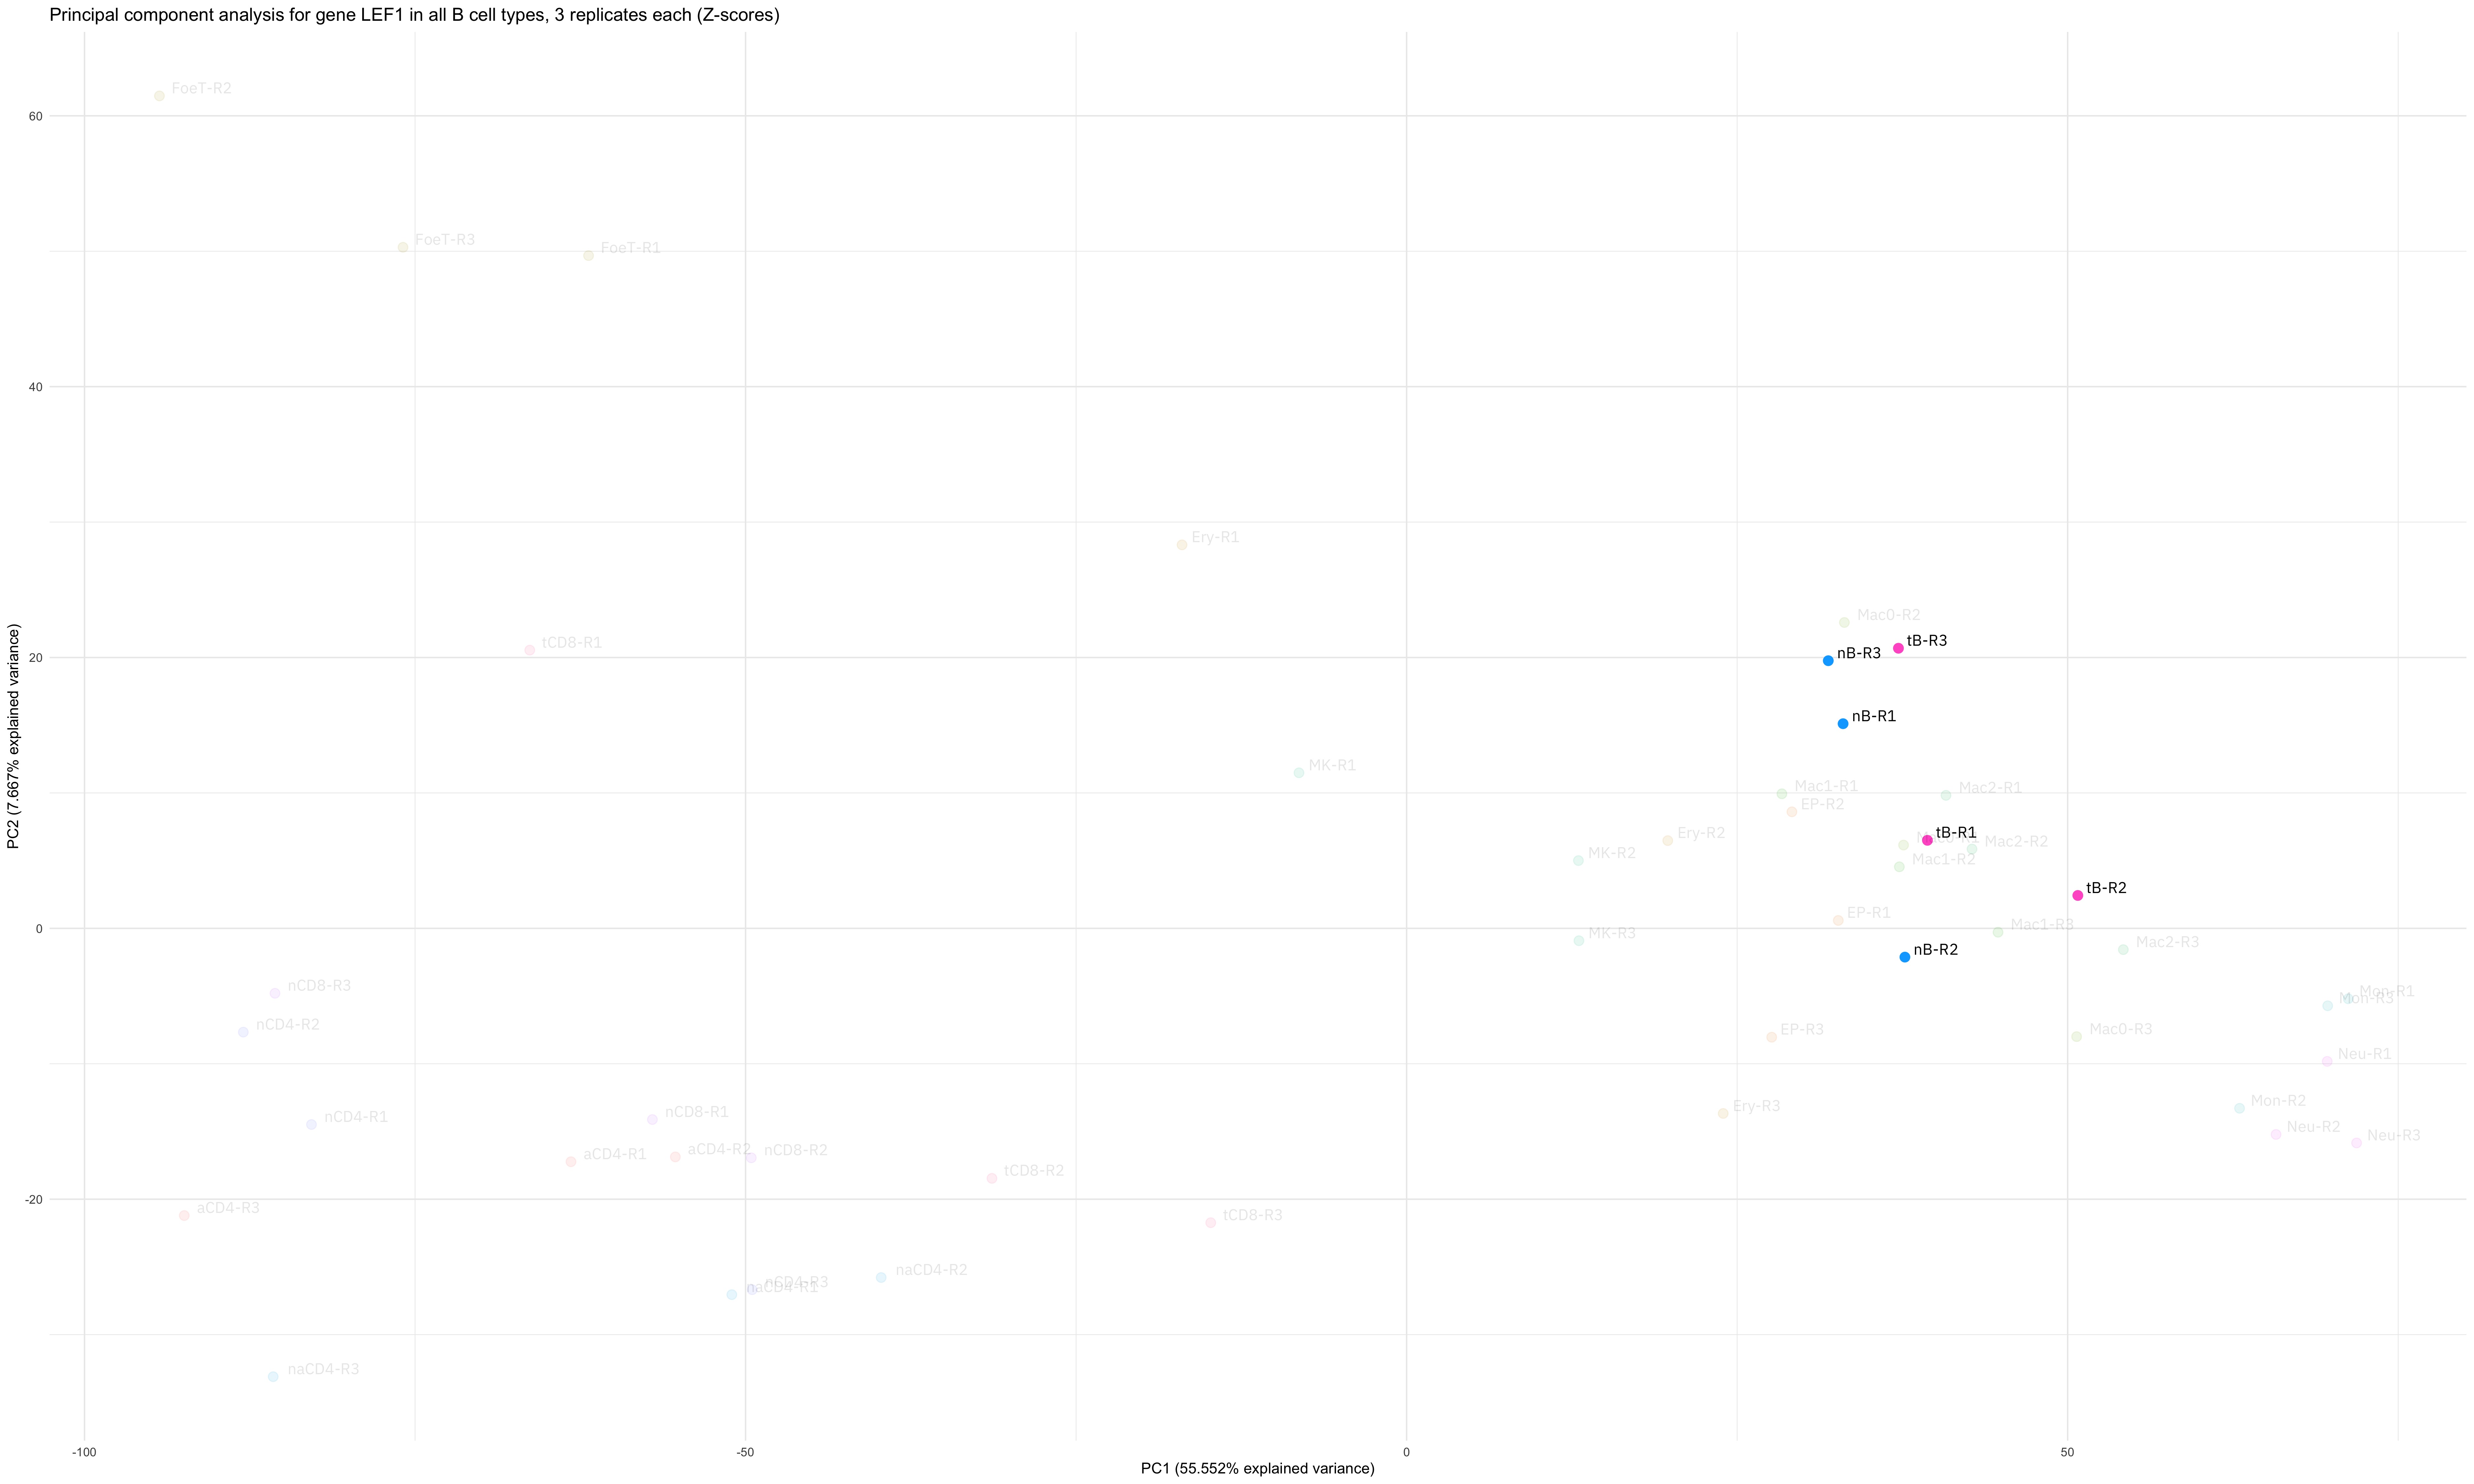 Principal component analysis for gene LEF1 in all B cell types, 3 replicates each (Z-scores)
FoeT-R2
60
FoeT-R3
FoeT-R1
40
Ery-R1
Mac0-R2
tCD8-R1
tB-R3
nB-R3
20
nB-R1
MK-R1
Mac1-R1
Mac2-R1
EP-R2
Ery-R2
tB-R1
Mac0-R1
Mac2-R2
MK-R2
Mac1-R2
tB-R2
EP-R1
0
Mac1-R3
MK-R3
Mac2-R3
nB-R2
nCD8-R3
Mon-R1
Mon-R3
nCD4-R2
EP-R3
Mac0-R3
Neu-R1
Mon-R2
Ery-R3
nCD8-R1
nCD4-R1
Neu-R2
Neu-R3
aCD4-R1
aCD4-R2
nCD8-R2
tCD8-R2
-20
aCD4-R3
tCD8-R3
naCD4-R2
nCD4-R3
naCD4-R1
naCD4-R3
-100
-50
0
50
PC1 (55.552% explained variance)
PC2 (7.667% explained variance)